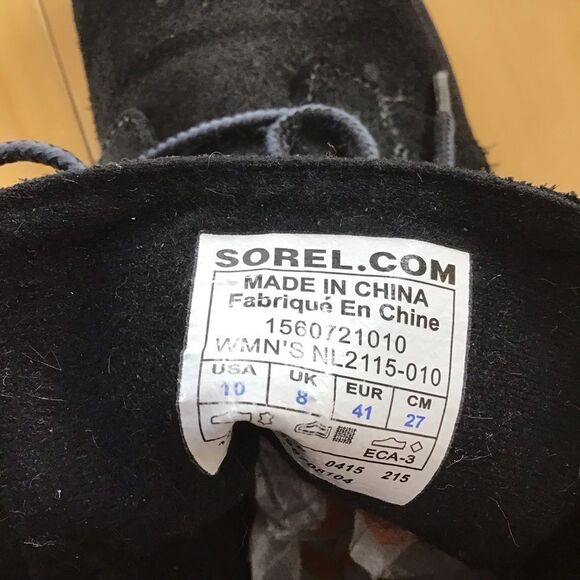 SOREL.COM
MADE IN CHINA
Fabriqué En Chine
1560721010
WMN'S NL2115-010
USA UK EUR CM
10 8 41 27
ECA-3
0415 215